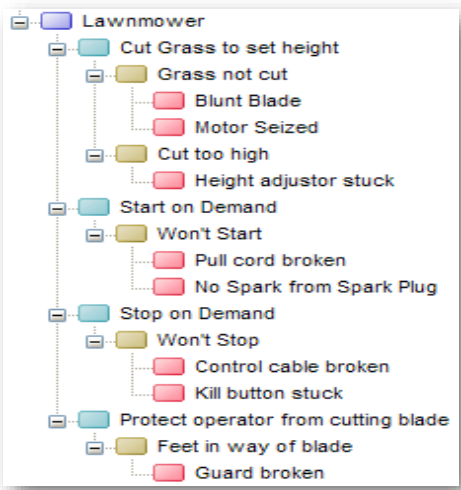 Lawnmower
Cut Grass to set height
Grass not cut
Blunt Blade
Motor Seized
Cut too high
Height adjustor stuck
Start on Demand
Won't Start
Pull cord broken
No Spark from Spark Plug
Stop on Demand
Won't Stop
Control cable broken
Kill button stuck
Protect operator from cutting blade
Feet in way of blade
Guard broken